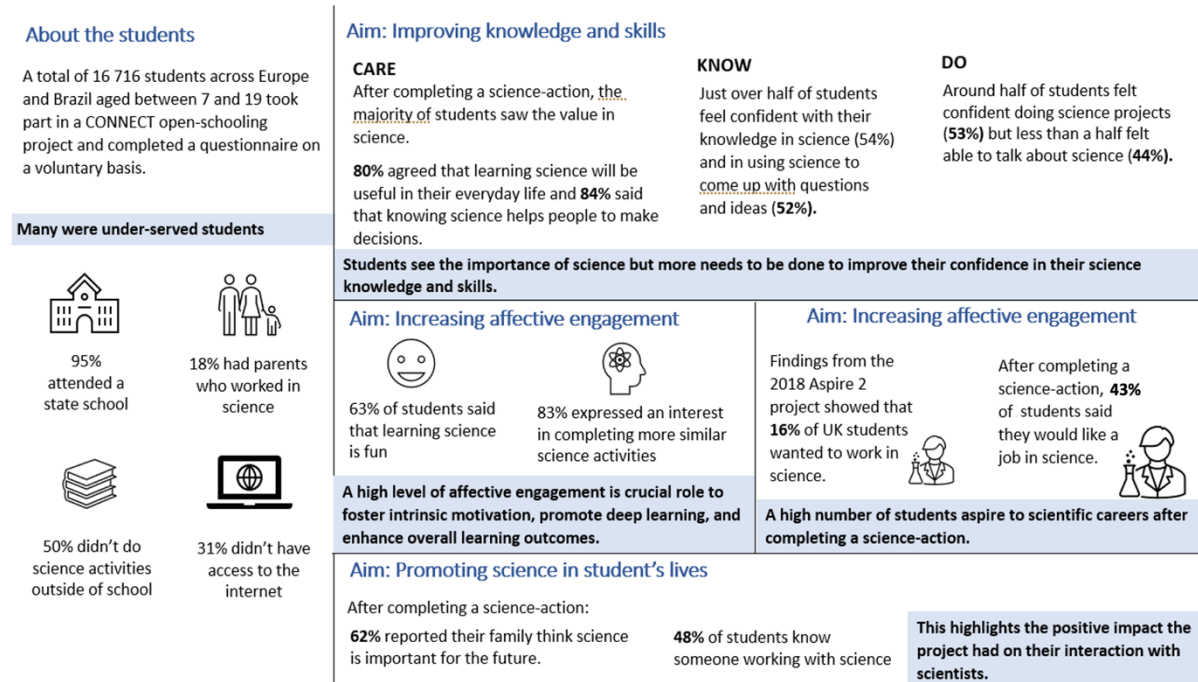 About the students
A total of 16 716 students across Europe
and Brazil aged between 7 and 19 took
part in a CONNECT open-schooling
project and completed a questionnaire on
a voluntary basis.
Many were under-served students
95%
attended a
state school
18% had parents
who worked in
science
50% didn’t do
science activities
outside of school
31% didn’t have
access to the
internet
Aim: Improving knowledge and skills
CARE
After completing a science-action, the
majority of students saw the value in
science.
80% agreed that learning science will be
useful in their everyday life and 84% said
that knowing science helps people to make
decisions.
KNOW
Just over half of students
feel confident with their
knowledge in science (54%)
and in using science to
come up with questions
and ideas (52%).
DO
Around half of students felt
confident doing science projects
(53%) but less than a half felt
able to talk about science (44%).
Students see the importance of science but more needs to be done to improve their confidence in their science
knowledge and skills.
Aim: Increasing affective engagement
63% of students said
that learning science is
is fun
83% expressed an interest
in completing more similar
science activities
A high level of affective engagement is crucial role to
foster intrinsic motivation, promote deep learning, and
enhance overall learning outcomes.
Aim: Increasing affective engagement
Findings from the
2018 Aspire 2
project showed that
16% of UK students
wanted to work in
science.
After completing a
science-action, 43%
of students said
they would like a
job in science.
A high number of students aspire to scientific careers after
completing a science-action.
Aim: Promoting science in student’s lives
After completing a science-action:
62% reported their family think science
is important for the future.
48% of students know
someone working with science
This highlights the positive impact the
project had on their interaction with
scientists.